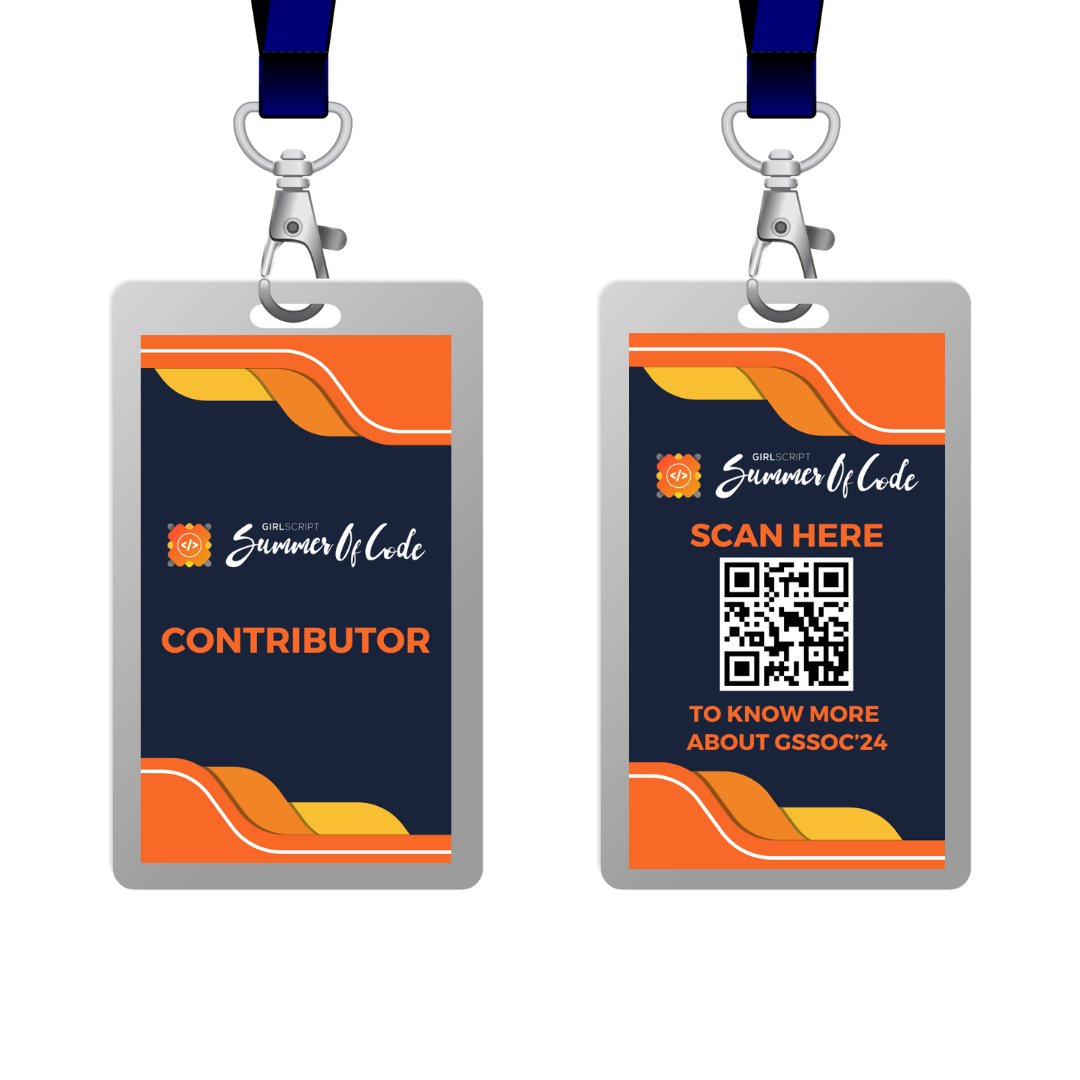 GIRLSCRIPT
Summer Of Code
CONTRIBUTOR
GIRLSCRIPT
Summer Of Code
SCAN HERE
TO KNOW MORE
ABOUT GSSOC’24